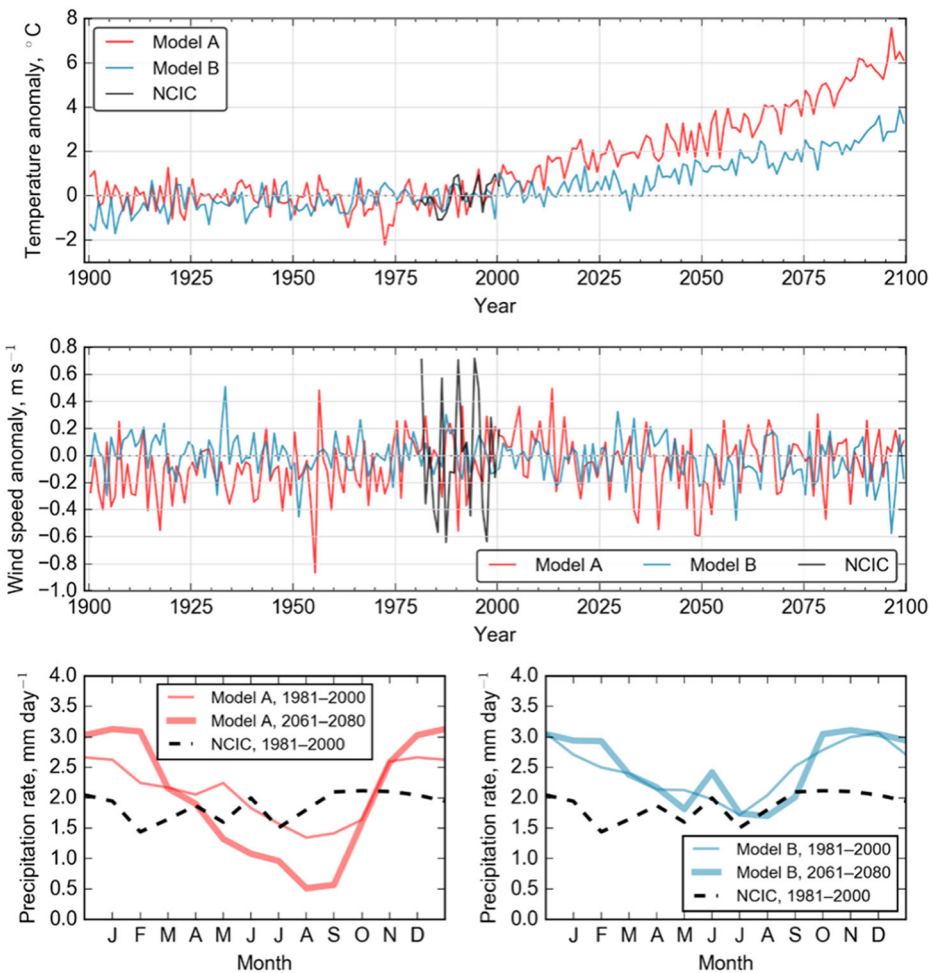 Temperature anomaly, °C
8
6
4
2
0
−2
Model A
Model B
NCIC
1900 1925 1950 1975 2000 2025 2050 2075 2100
Year
Wind speed anomaly, m s−1
0.8
0.6
0.4
0.2
0.0
−0.2
−0.4
−0.6
−0.8
−1.0
Model A Model B NCIC
1900 1925 1950 1975 2000 2025 2050 2075 2100
Year
Precipitation rate, mm day−1
4.0
3.5
3.0
2.5
2.0
1.5
1.0
0.5
0.0
Model A, 1981–2000
Model A, 2061–2080
NCIC, 1981–2000
J F M A M J J A S O N D
Month
Precipitation rate, mm day−1
4.0
3.5
3.0
2.5
2.0
1.5
1.0
0.5
0.0
Model B, 1981–2000
Model B, 2061–2080
NCIC, 1981–2000
J F M A M J J A S O N D
Month